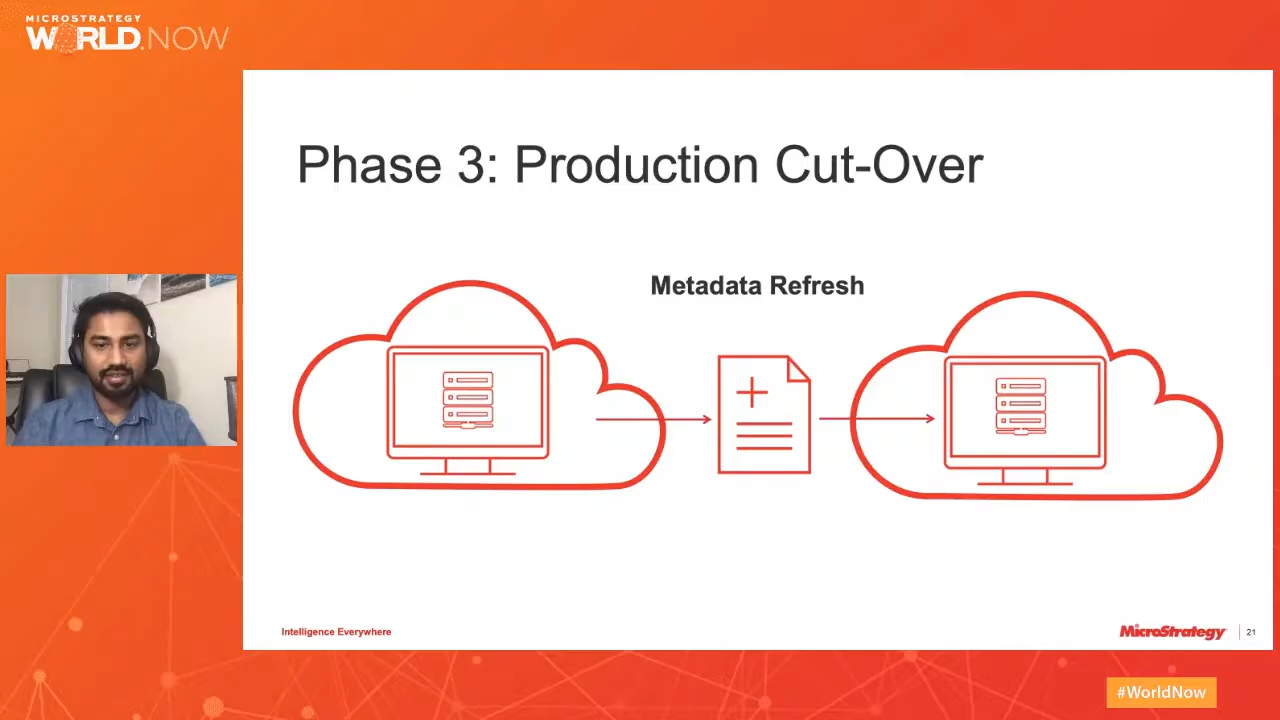 MICROSTRATEGY
WORLD.NOW
Phase 3: Production Cut-Over
Metadata Refresh
Intelligence Everywhere
MicroStrategy
21
#WorldNow